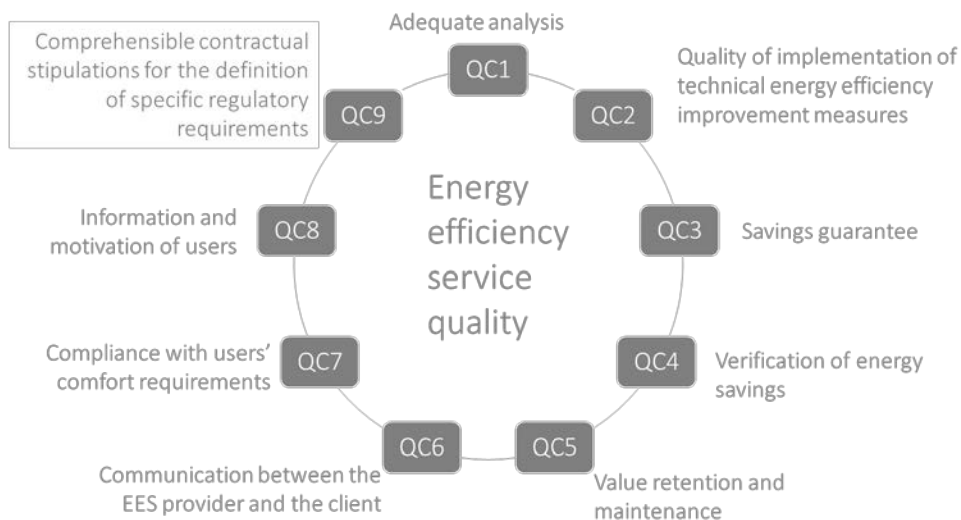 Adequate analysis
QC1
Quality of implementation of
technical energy efficiency
improvement measures
QC2
QC3
Savings guarantee
QC4
Verification of energy
savings
QC5
Value retention and
maintenance
QC6
Communication between the
EES provider and the client
QC7
Compliance with users’
comfort requirements
QC8
Information and
motivation of users
QC9
Comprehensible contractual
stipulations for the definition
of specific regulatory
requirements
Energy
efficiency
service
quality